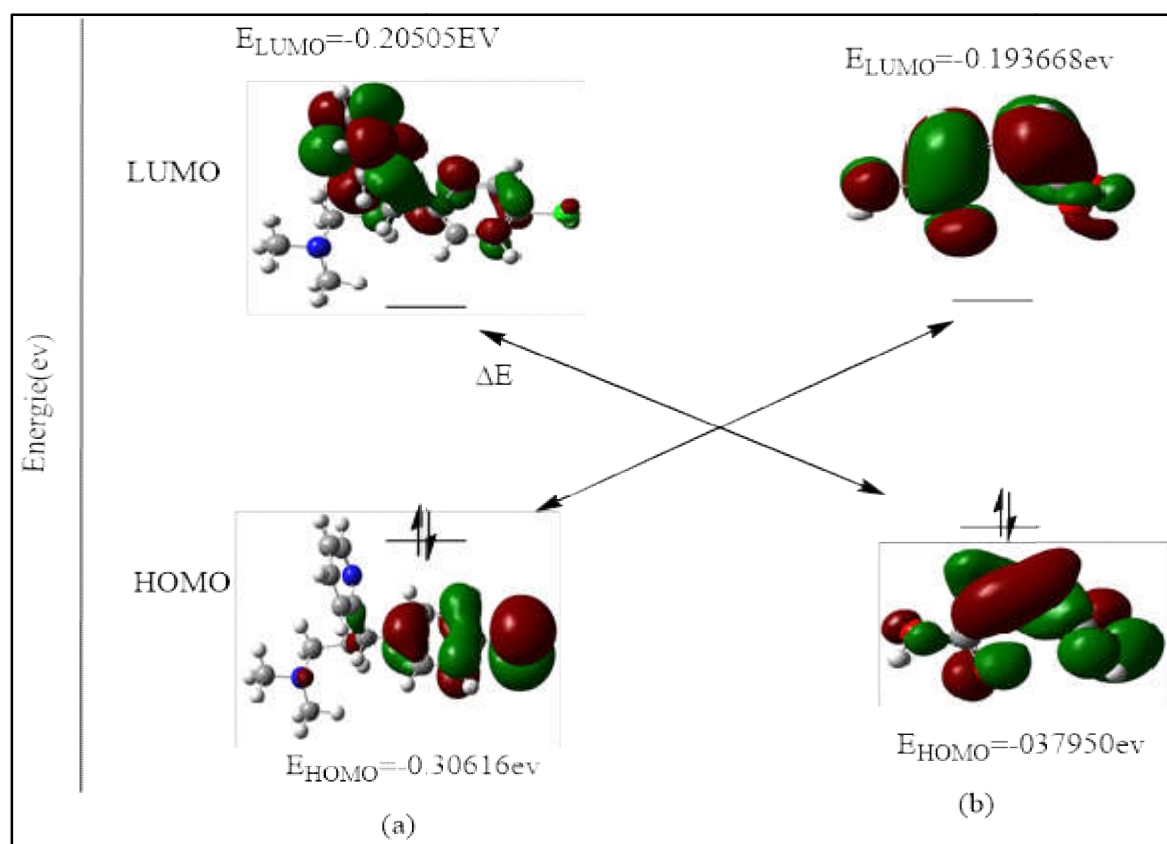 E_LUMO=-0.20505EV
E_LUMO=-0.193668ev
LUMO
ΔE
Energie(ev)
HOMO
E_HOMO=-0.30616ev
E_HOMO=-037950ev
(a)
(b)